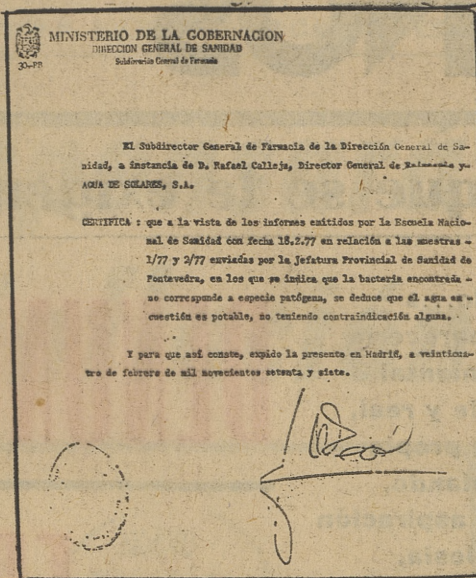 MINISTERIO DE LA GOBERNACION
DIRECCION GENERAL DE SANIDAD
Subdirección General de Farmacia
El Subdirector General de Farmacia de la Dirección General de Sa-
nidad, a instancia de D. Rafael Calleja, Director General de y-
AGUA DE SOLARES, S.A.
CERTIFICA : que a la vista de los informes emitidos por la Escuela Nacio-
nal de Sanidad con fecha 18.2.77 en relación a las muestras -
1/77 y 2/77 enviadas por la Jefatura Provincial de Sanidad de
Pontevedra, en los que se indica que la bacteria encontrada -
no corresponde a especie patógena, se deduce que el agua en -
cuestión es potable, no teniendo contraindicación alguna.
Y para que así conste, expido la presente en Madrid, a veinticua-
tro de febrero de mil novecientos setenta y siete.